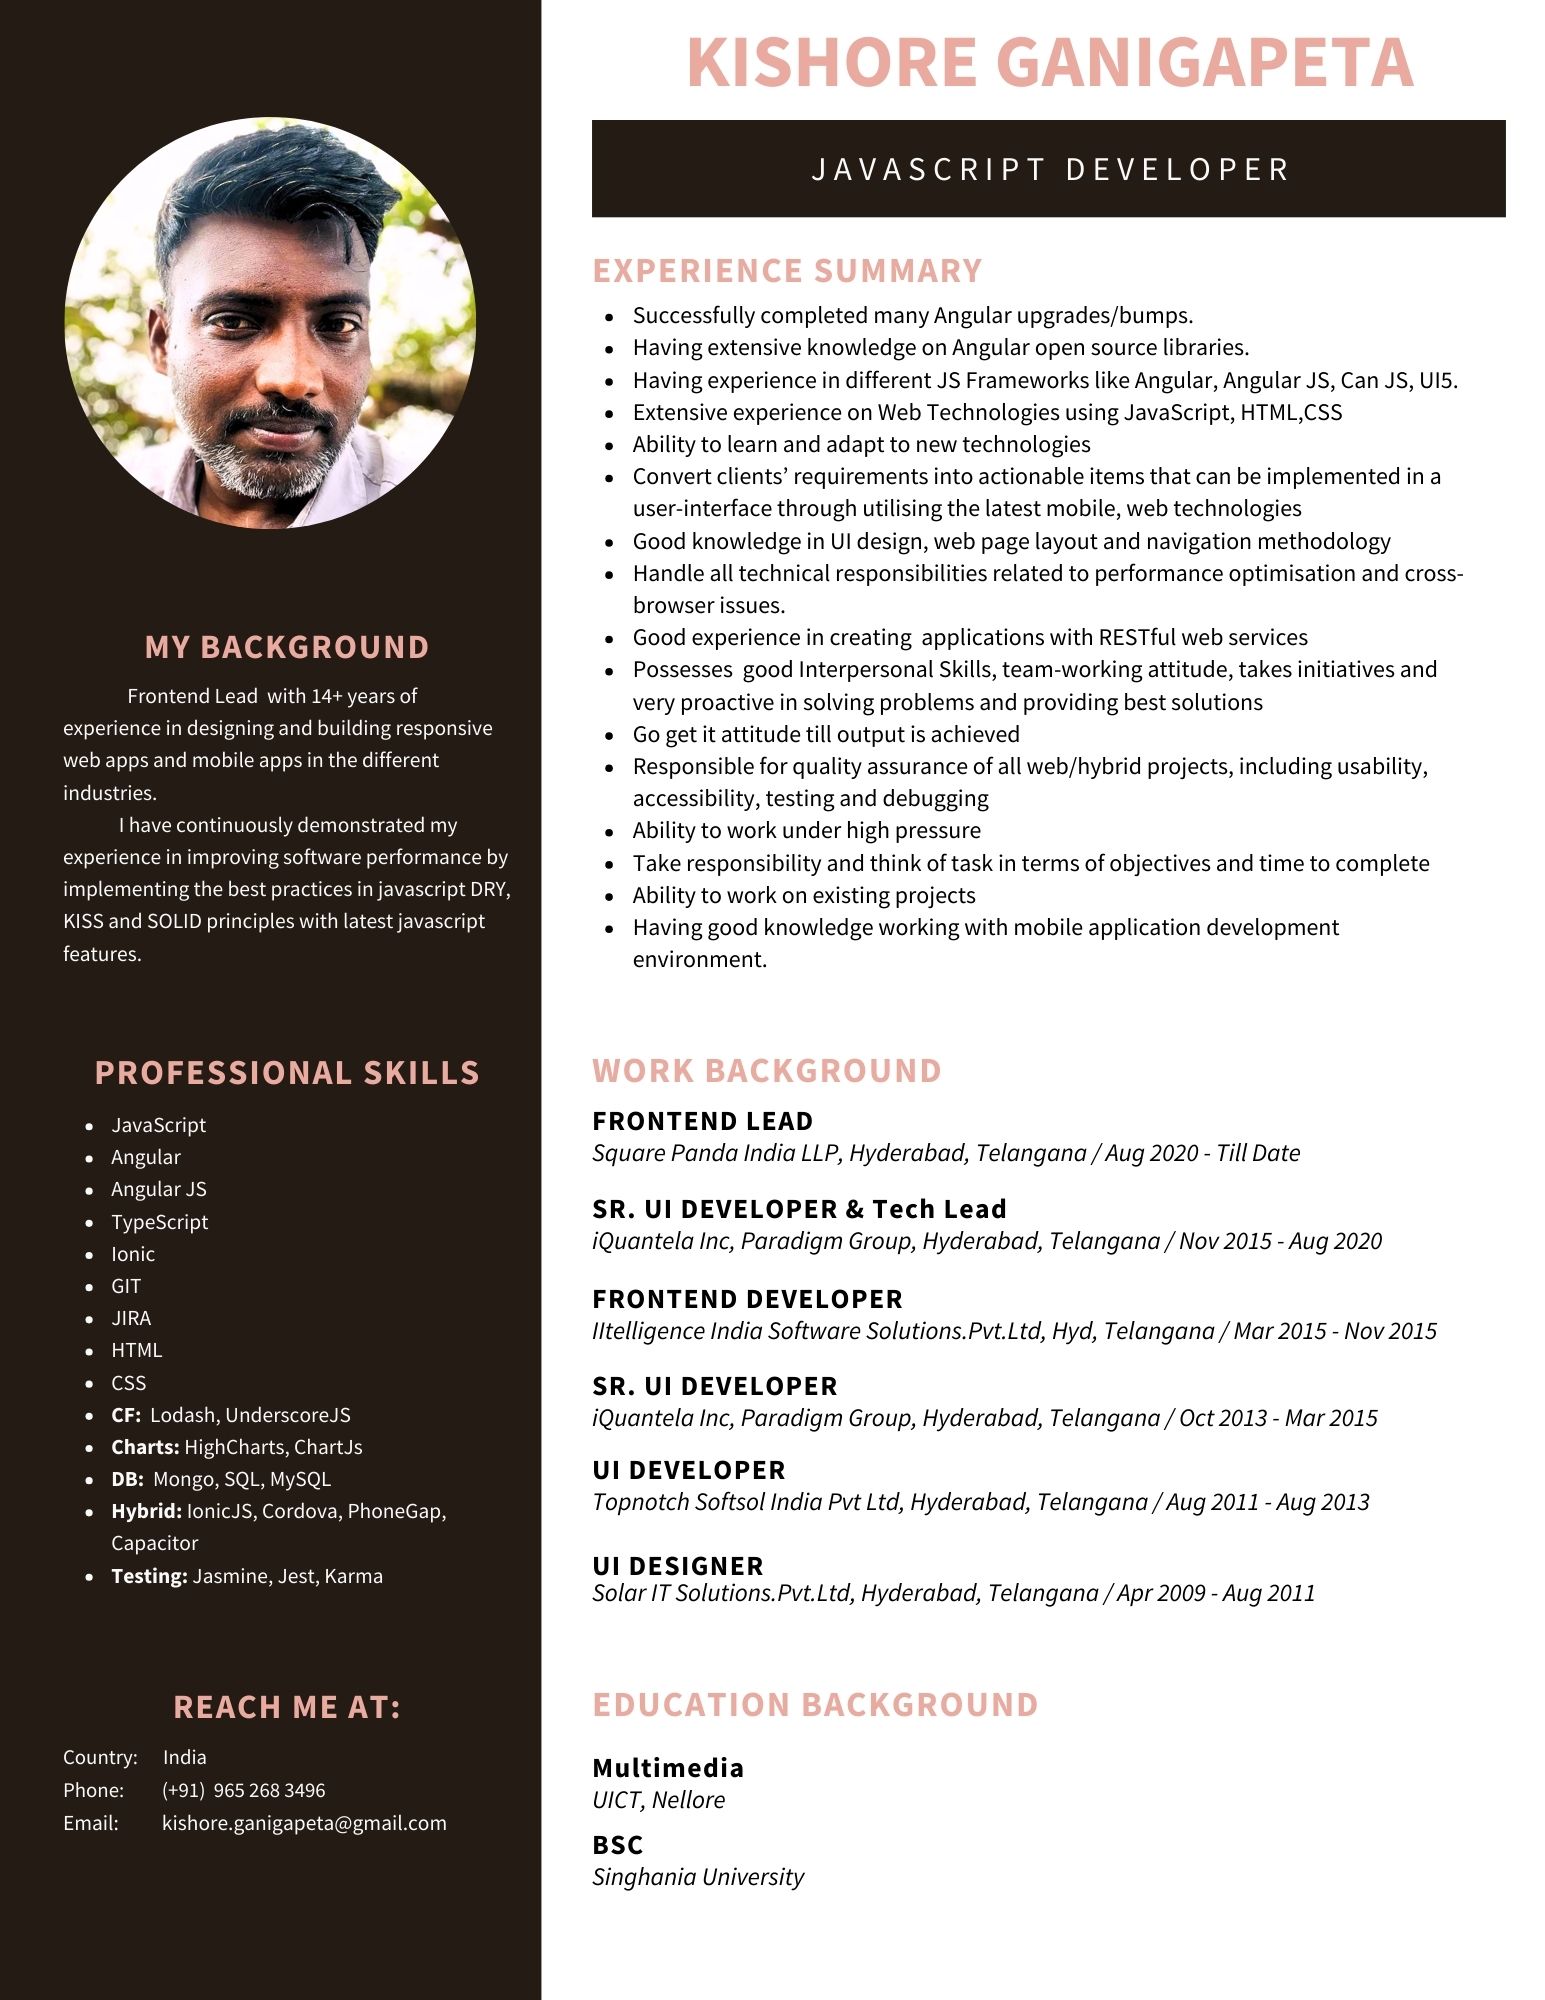 KISHORE GANIGAPETA
JAVASCRIPT DEVELOPER
MY BACKGROUND
Frontend Lead  with 14+ years of
experience in designing and building responsive
web apps and mobile apps in the different
industries.
I have continuously demonstrated my
experience in improving software performance by
implementing the best practices in javascript DRY,
KISS and SOLID principles with latest javascript
features.
PROFESSIONAL SKILLS
• JavaScript
• Angular
• Angular JS
• TypeScript
• Ionic
• GIT
• JIRA
• HTML
• CSS
• CF:  Lodash, UnderscoreJS
• Charts: HighCharts, ChartJs
• DB:  Mongo, SQL, MySQL
• Hybrid: IonicJS, Cordova, PhoneGap,
Capacitor
• Testing: Jasmine, Jest, Karma
REACH ME AT:
Country: India
Phone: (+91)  965 268 3496
Email: kishore.ganigapeta@gmail.com
EXPERIENCE SUMMARY
• Successfully completed many Angular upgrades/bumps.
• Having extensive knowledge on Angular open source libraries.
• Having experience in different JS Frameworks like Angular, Angular JS, Can JS, UI5.
• Extensive experience on Web Technologies using JavaScript, HTML,CSS
• Ability to learn and adapt to new technologies
• Convert clients’ requirements into actionable items that can be implemented in a
user-interface through utilising the latest mobile, web technologies
• Good knowledge in UI design, web page layout and navigation methodology
• Handle all technical responsibilities related to performance optimisation and cross-
browser issues.
• Good experience in creating  applications with RESTful web services
• Possesses  good Interpersonal Skills, team-working attitude, takes initiatives and
very proactive in solving problems and providing best solutions
• Go get it attitude till output is achieved
• Responsible for quality assurance of all web/hybrid projects, including usability,
accessibility, testing and debugging
• Ability to work under high pressure
• Take responsibility and think of task in terms of objectives and time to complete
• Ability to work on existing projects
• Having good knowledge working with mobile application development
environment.
WORK BACKGROUND
FRONTEND LEAD
Square Panda India LLP, Hyderabad, Telangana / Aug 2020 - Till Date
SR. UI DEVELOPER & Tech Lead
iQuantela Inc, Paradigm Group, Hyderabad, Telangana / Nov 2015 - Aug 2020
FRONTEND DEVELOPER
IItelligence India Software Solutions.Pvt.Ltd, Hyd, Telangana / Mar 2015 - Nov 2015
SR. UI DEVELOPER
iQuantela Inc, Paradigm Group, Hyderabad, Telangana / Oct 2013 - Mar 2015
UI DEVELOPER
Topnotch Softsol India Pvt Ltd, Hyderabad, Telangana / Aug 2011 - Aug 2013
UI DESIGNER
Solar IT Solutions.Pvt.Ltd, Hyderabad, Telangana / Apr 2009 - Aug 2011
EDUCATION BACKGROUND
Multimedia
UICT, Nellore
BSC
Singhania University